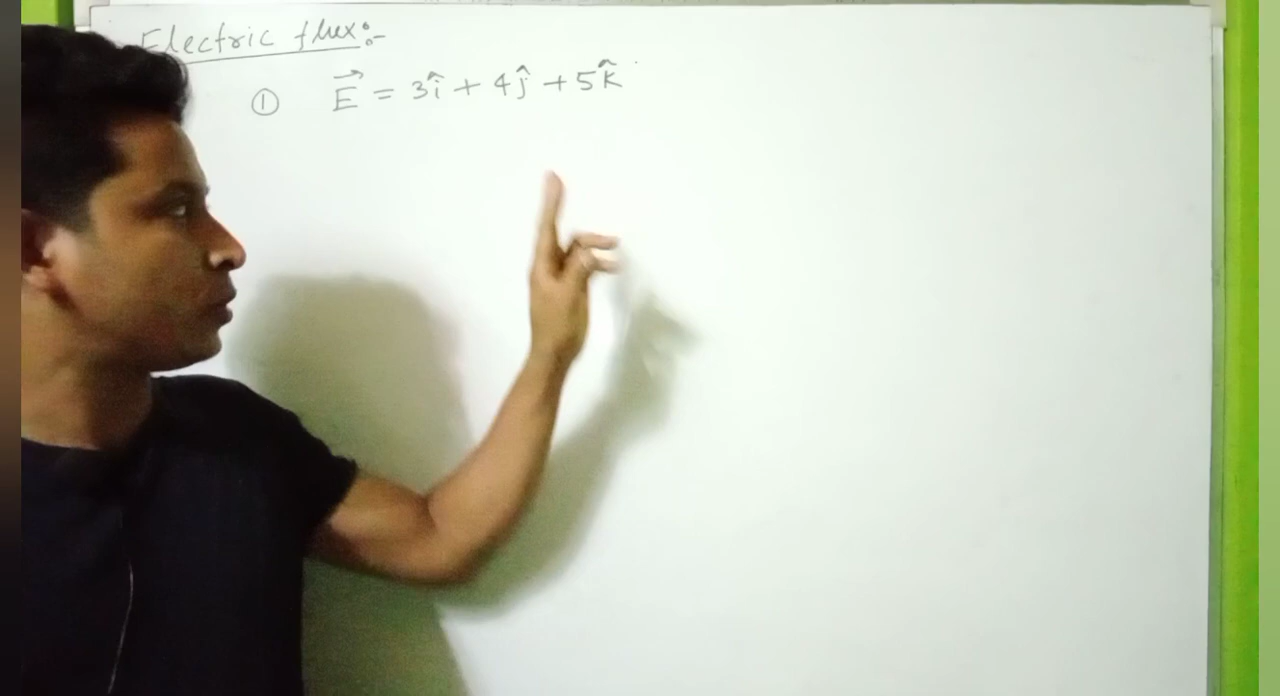 Electric flux:-
① E⃗ = 3î + 4ĵ + 5k̂